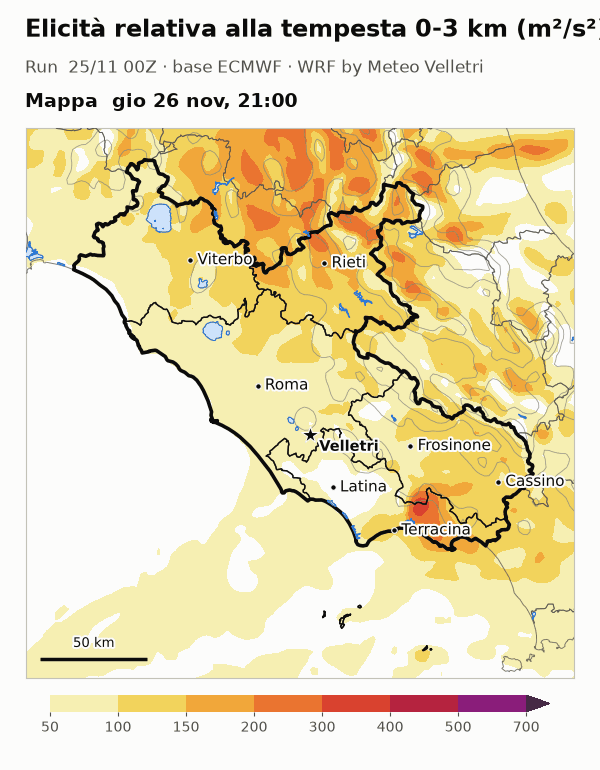 Elicità relativa alla tempesta 0-3 km (m²/s²)
Run 25/11 00Z · base ECMWF · WRF by Meteo Velletri
Mappa gio 26 nov, 21:00
Viterbo
Rieti
Roma
Velletri
Frosinone
Cassino
Latina
Terracina
50 km
50 100 150 200 300 400 500 700